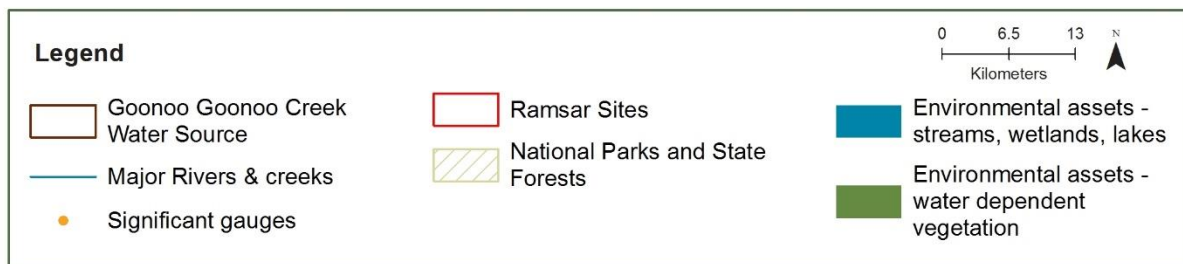 Legend
0 6.5 13
N
Kilometers
Goonoo Goonoo Creek
Water Source
Major Rivers & creeks
Significant gauges
Ramsar Sites
National Parks and State
Forests
Environmental assets -
streams, wetlands, lakes
Environmental assets -
water dependent
vegetation